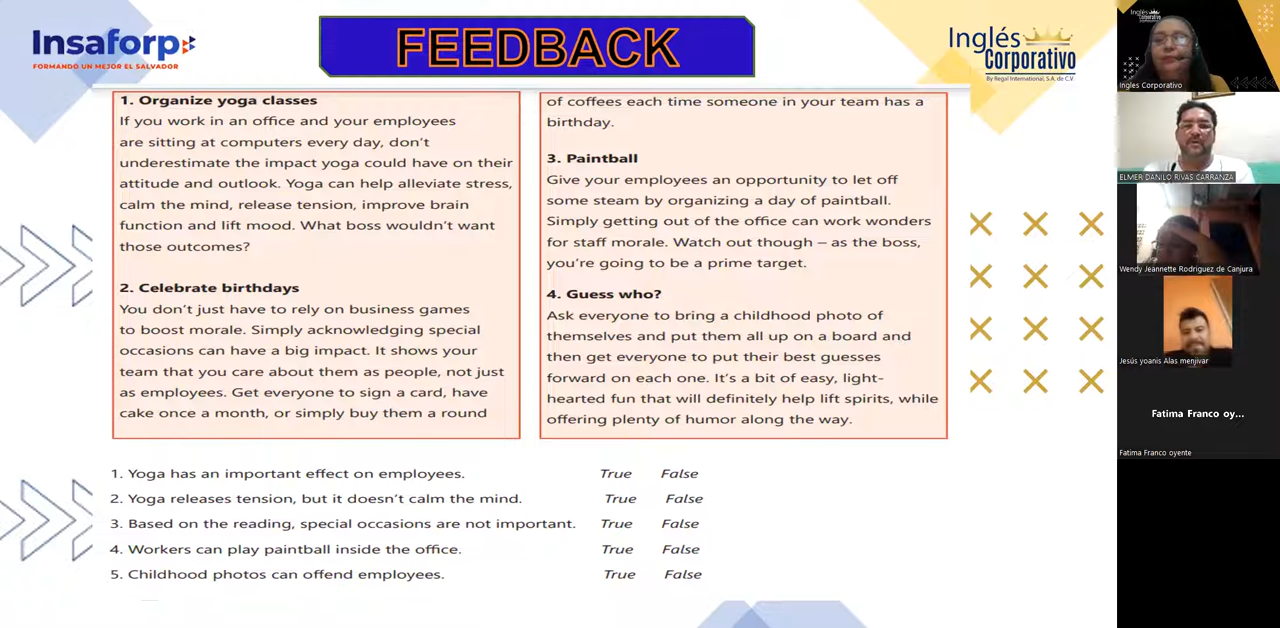 Insaforp
FORMANDO UN MEJOR EL SALVADOR
FEEDBACK
Inglés
Corporativo
By Regal International, S.A. de C.V.
1. Organize yoga classes
If you work in an office and your employees
are sitting at computers every day, don't
underestimate the impact yoga could have on their
attitude and outlook. Yoga can help alleviate stress,
calm the mind, release tension, improve brain
function and lift mood. What boss wouldn't want
those outcomes?
2. Celebrate birthdays
You don't just have to rely on business games
to boost morale. Simply acknowledging special
occasions can have a big impact. It shows your
team that you care about them as people, not just
as employees. Get everyone to sign a card, have
cake once a month, or simply buy them a round
of coffees each time someone in your team has a
birthday.
3. Paintball
Give your employees an opportunity to let off
some steam by organizing a day of paintball.
Simply getting out of the office can work wonders
for staff morale. Watch out though – as the boss,
you're going to be a prime target.
4. Guess who?
Ask everyone to bring a childhood photo of
themselves and put them all up on a board and
then get everyone to put their best guesses
forward on each one. It's a bit of easy, light-
hearted fun that will definitely help lift spirits, while
offering plenty of humor along the way.
1. Yoga has an important effect on employees. True False
2. Yoga releases tension, but it doesn't calm the mind. True False
3. Based on the reading, special occasions are not important. True False
4. Workers can play paintball inside the office. True False
5. Childhood photos can offend employees. True False
Inglés
Corporativo
Ingles Corporativo
ELMER DANILO RIVAS CARRANZA
Wendy Jeannette Rodriguez de Canjura
Jesús yoanis Alas menjivar
Fatima Franco oy...
Fatima Franco oyente